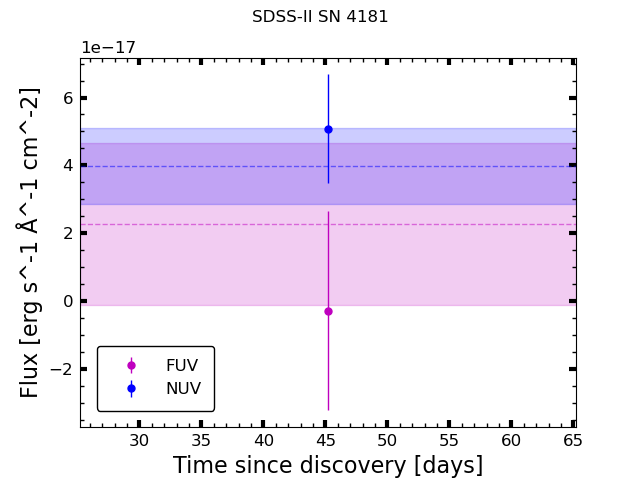 SDSS-II SN 4181
1e−17
Flux [erg s^-1 Å^-1 cm^-2]
6
4
2
0
−2
FUV
NUV
30 35 40 45 50 55 60 65
Time since discovery [days]